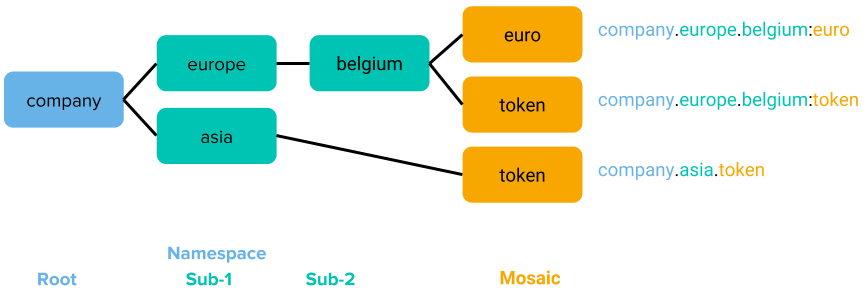 company
europe
asia
belgium
euro
token
token
company.europe.belgium:euro
company.europe.belgium:token
company.asia.token
Namespace
Root
Sub-1
Sub-2
Mosaic